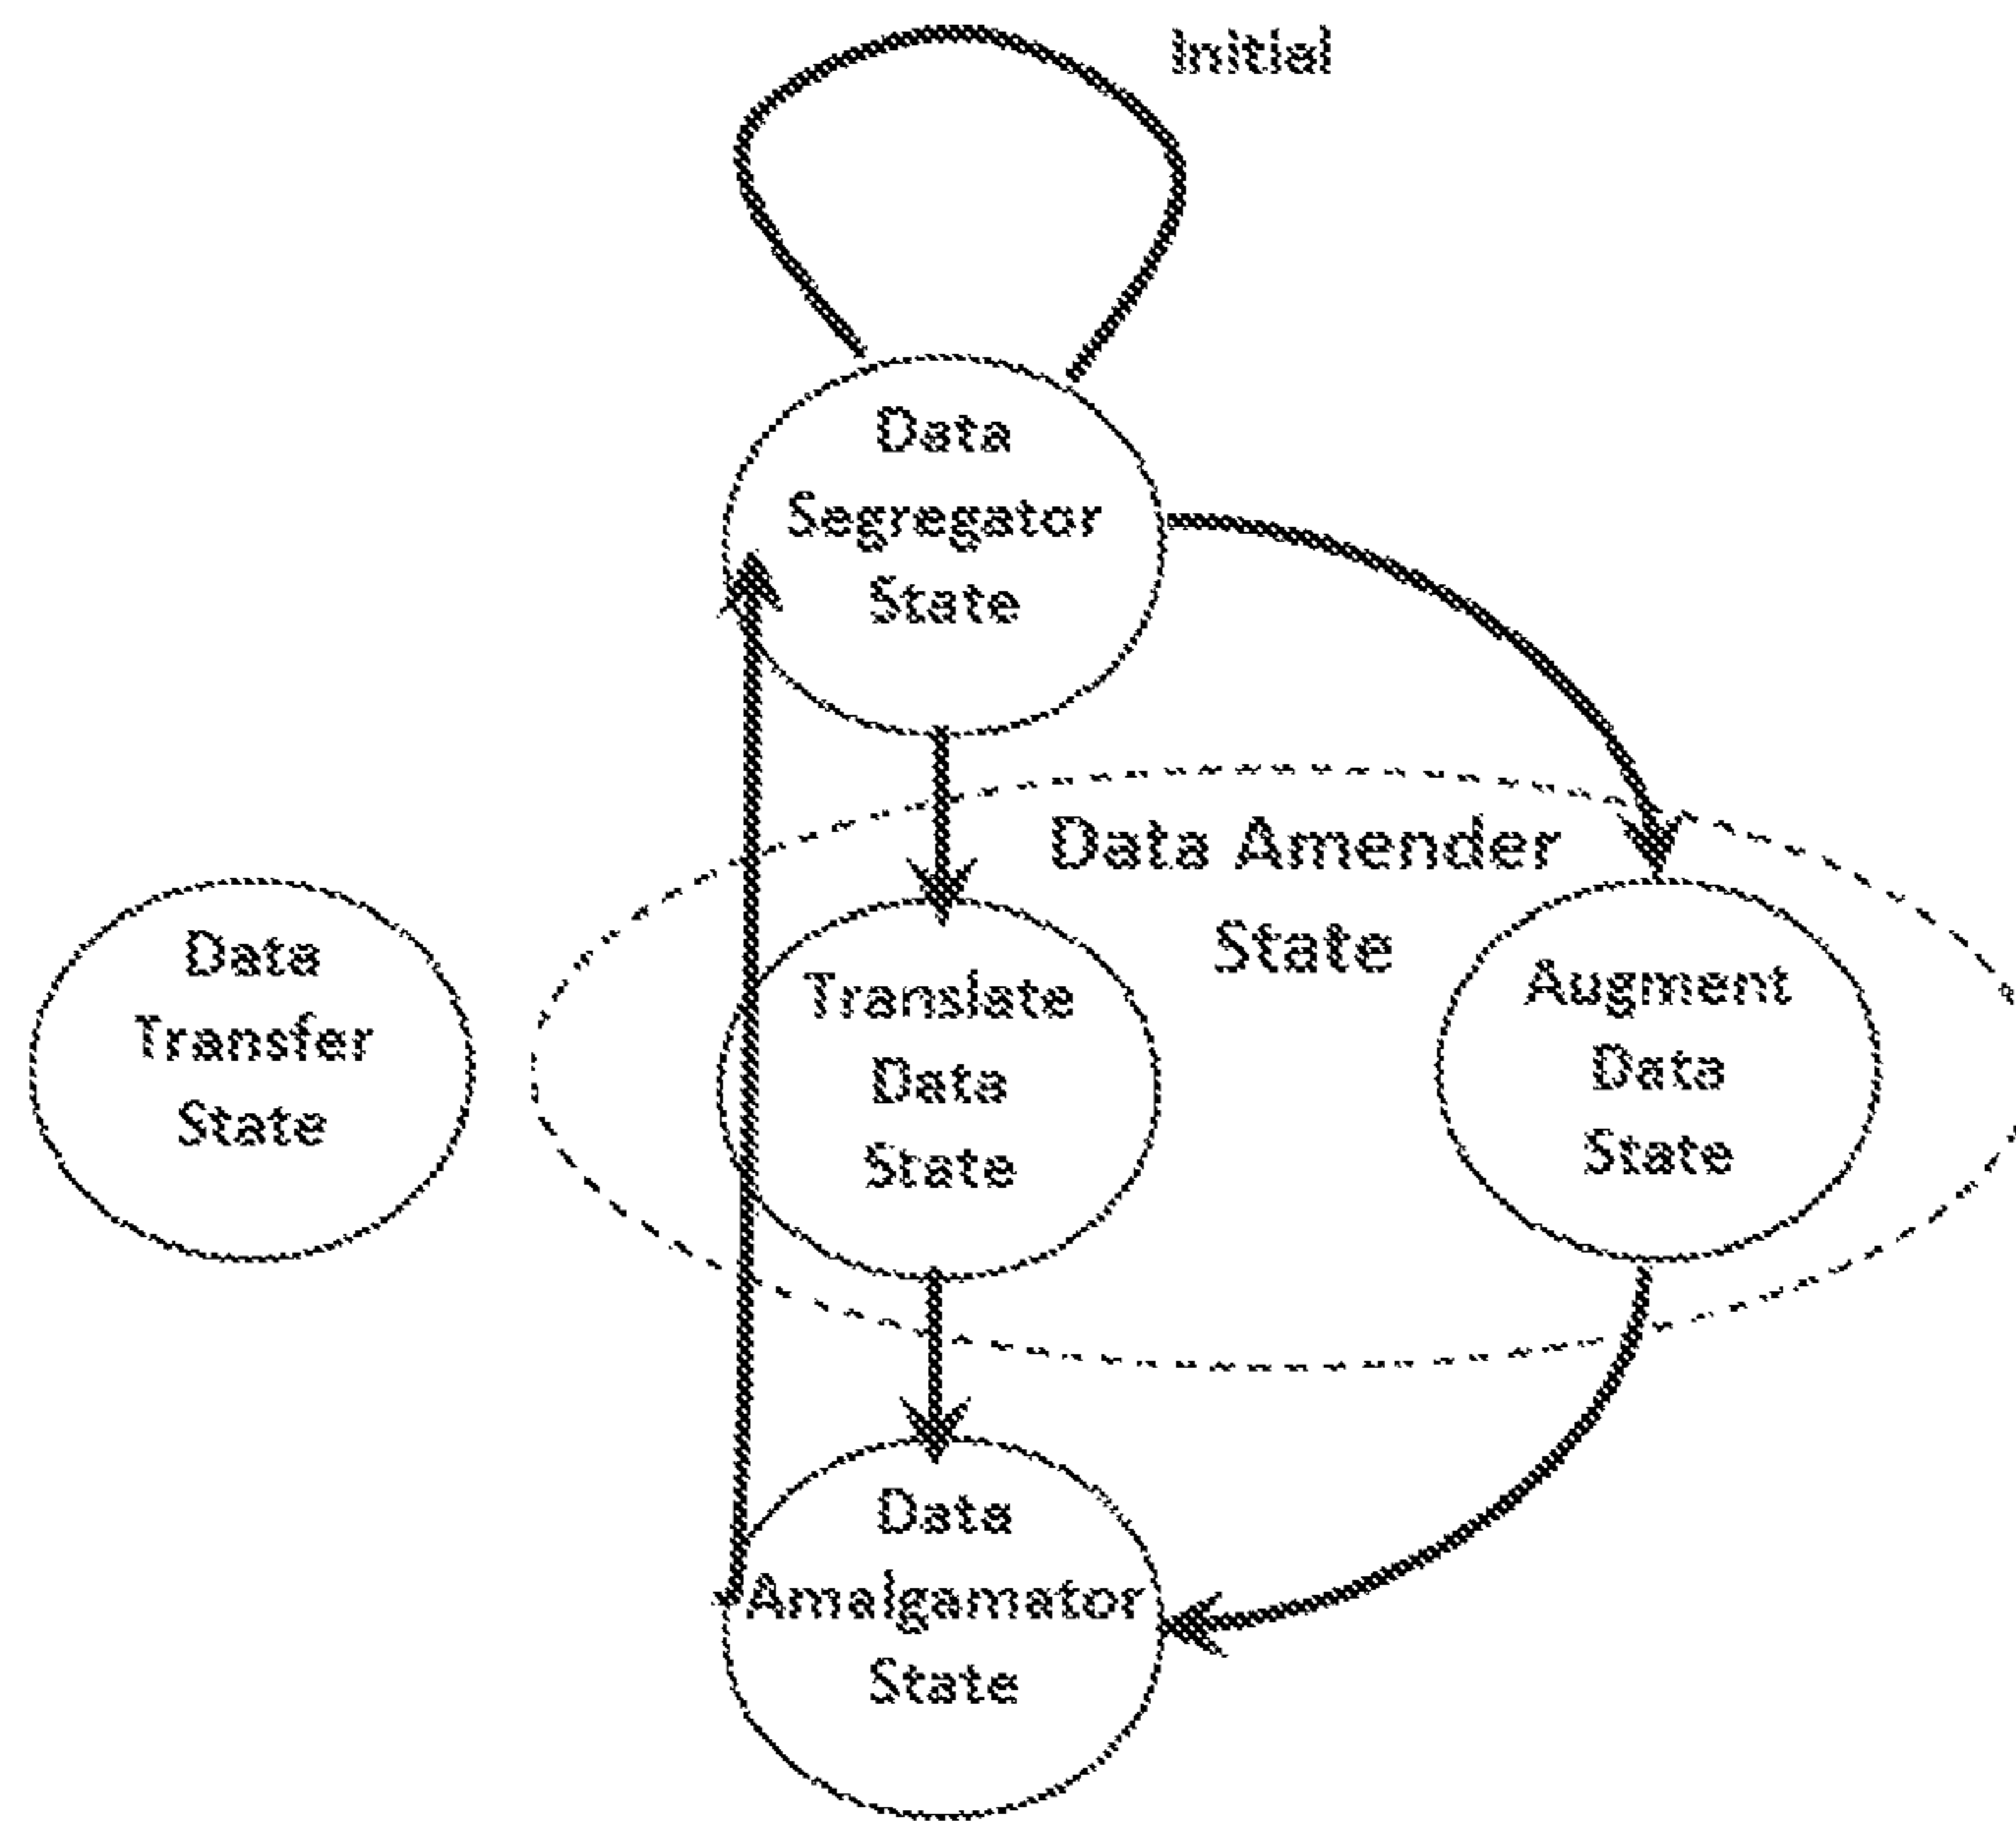 Initial
Data
Segregator
State
Data Amender
State
Data
Transfer
State
Translate
Data
State
Augment
Data
State
Data
Amalgamator
State